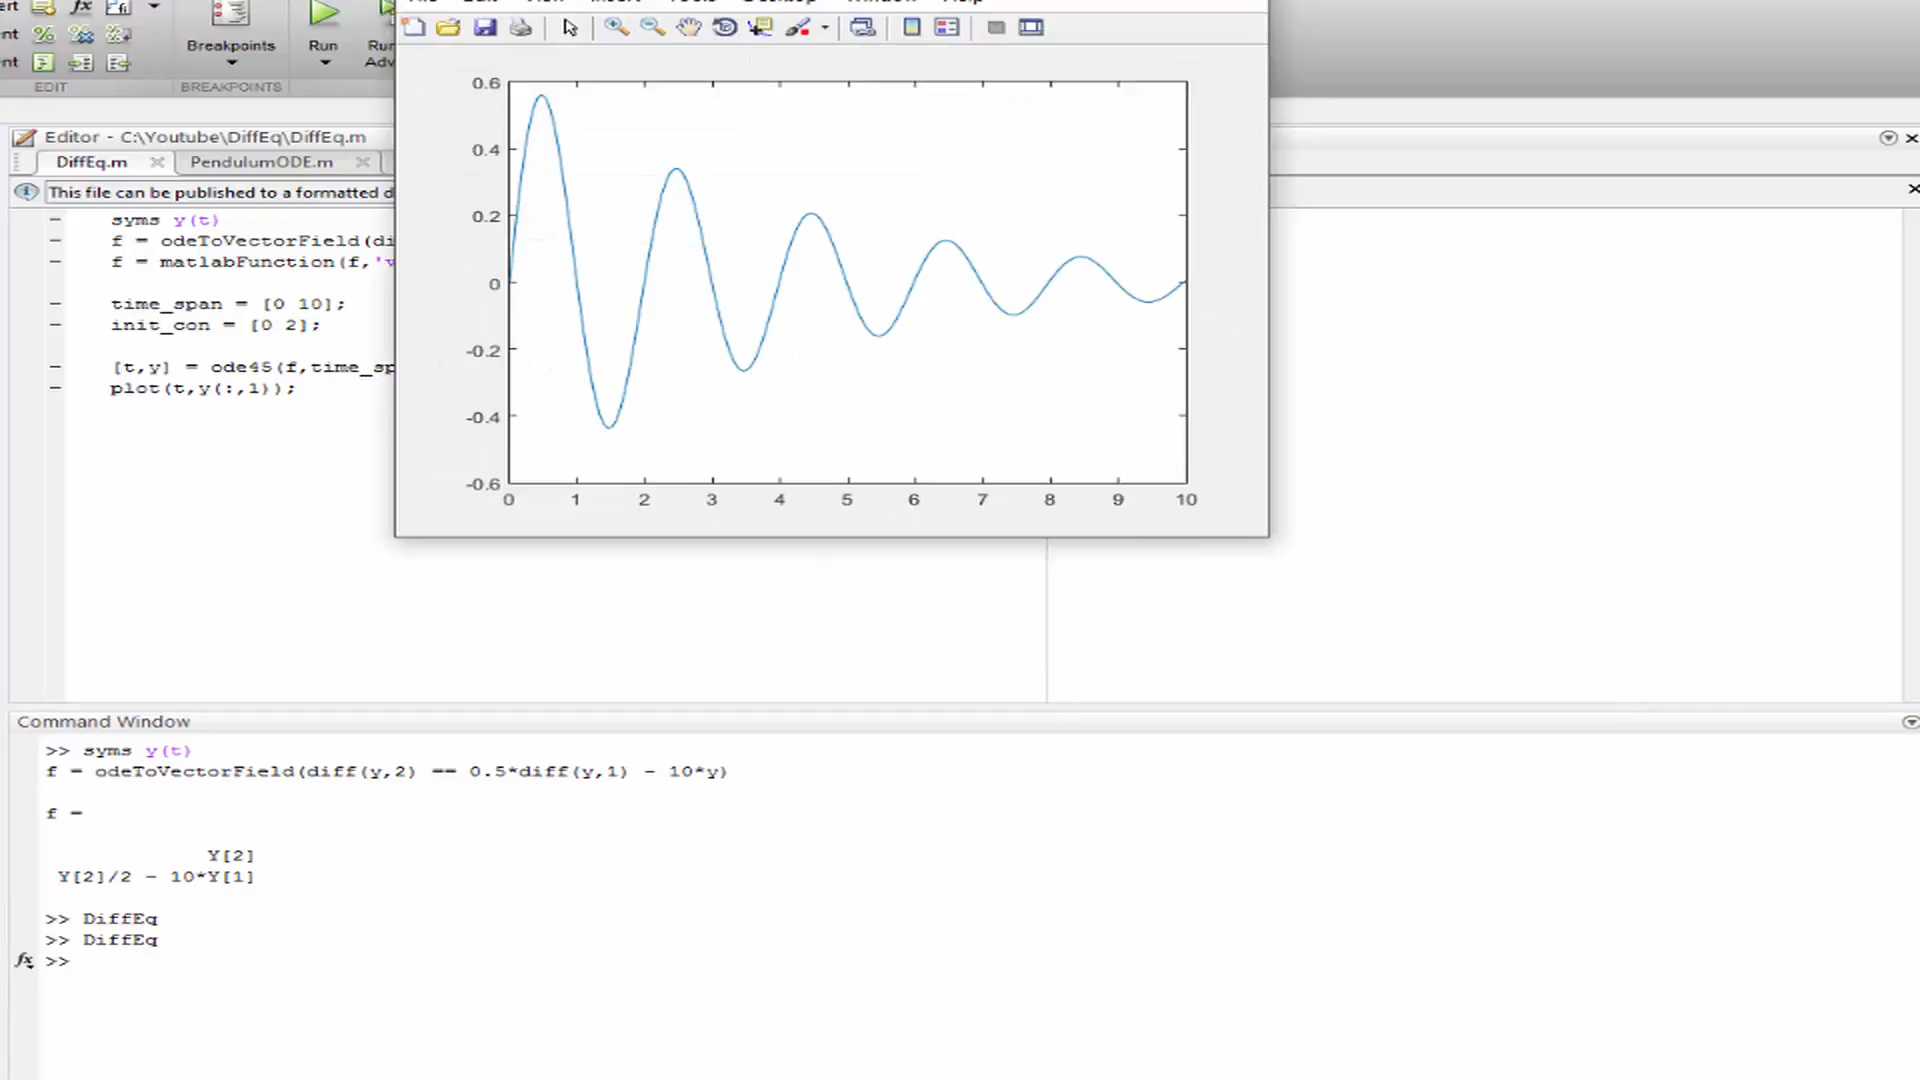 Breakpoints
Run
EDIT
BREAKPOINTS
Editor - C:\Youtube\DiffEq\DiffEq.m
DiffEq.m
PendulumODE.m
This file can be published to a formatted d
syms y(t)
f = odeToVectorField(di
f = matlabFunction(f,'v
time_span = [0 10];
init_con = [0 2];
[t,y] = ode45(f,time_sp
plot(t,y(:,1));
0.6
0.4
0.2
0
-0.2
-0.4
-0.6
0 1 2 3 4 5 6 7 8 9 10
Command Window
>> syms y(t)
f = odeToVectorField(diff(y,2) == 0.5*diff(y,1) - 10*y)
f =
Y[2]
Y[2]/2 - 10*Y[1]
>> DiffEq
>> DiffEq
fx >>